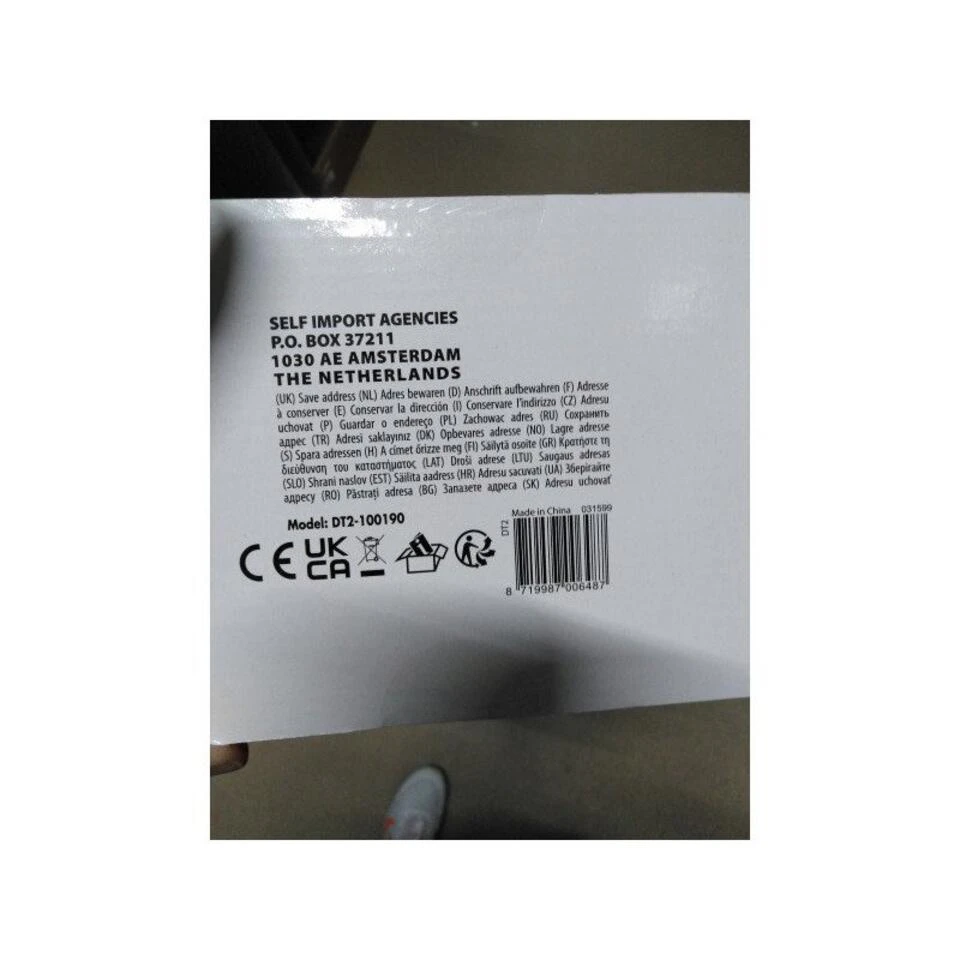 SELF IMPORT AGENCIES
P.O. BOX 37211
1030 AE AMSTERDAM
THE NETHERLANDS
(UK) Save address (NL) Adres bewaren (D) Anschrift aufbewahren (F) Adresse
à conserver (E) Conservar la dirección (I) Conservare l'indirizzo (CZ) Adresu
uchovat (P) Guardar o endereço (PL) Zachowac adres (RU) Сохранить
адрес (TR) Adresi saklayınız (DK) Opbevares adresse (NO) Lagre adresse
(S) Spara adressen (H) A címet őrizze meg (FI) Säilytä osoite (GR) Κρατήστε τη
διεύθυνση του καταστήματος (LAT) Droši adrese (LTU) Saugaus adresas
(SLO) Shrani naslov (EST) Säilita aadress (HR) Adresu sacuvati (UA) Зберігайте
адресу (RO) Păstrați adresa (BG) Запазете адреса (SK) Adresu uchovať
Model: DT2-100190
CE UK
CA
DT2
Made in China 031599
8 719987 006487